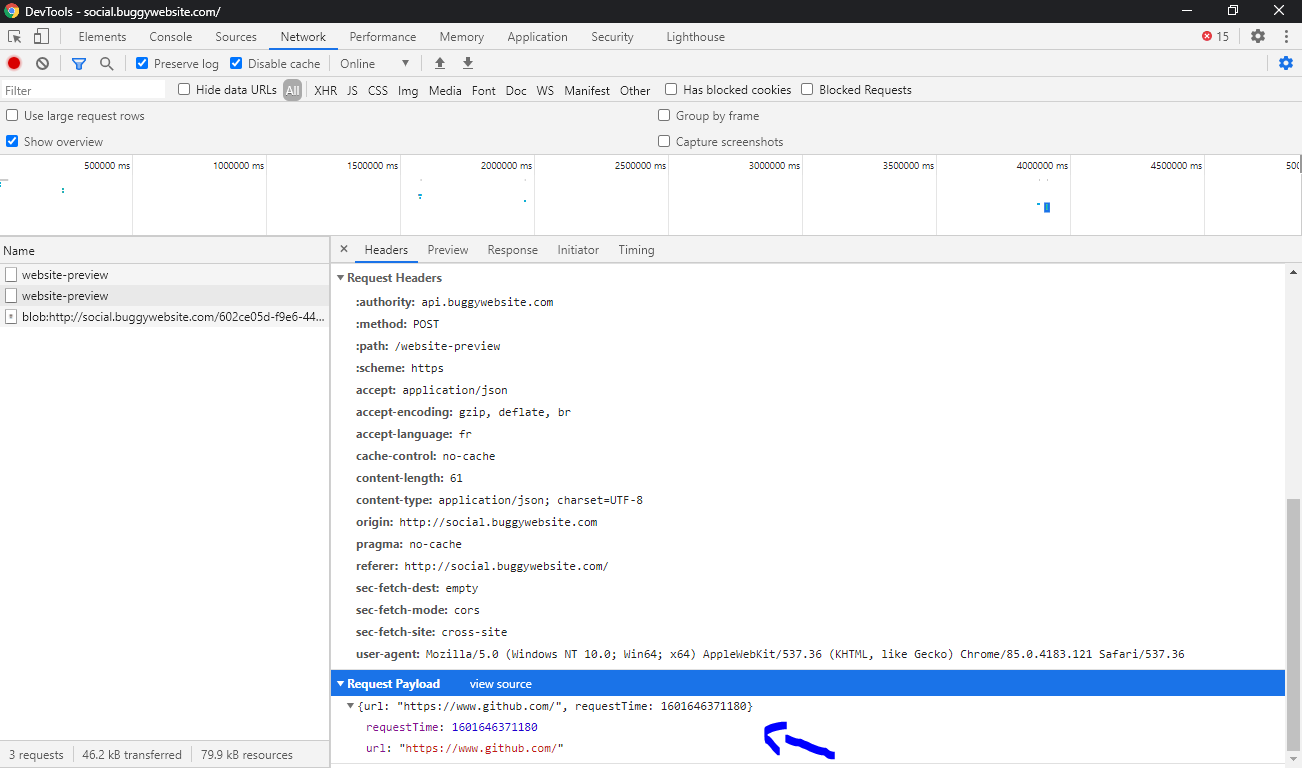 DevTools - social.buggywebsite.com/
Elements Console Sources Network Performance Memory Application Security Lighthouse 15
Preserve log Disable cache Online
Filter Hide data URLs All XHR JS CSS Img Media Font Doc WS Manifest Other Has blocked cookies Blocked Requests
Use large request rows Group by frame
Show overview Capture screenshots
500000 ms 1000000 ms 1500000 ms 2000000 ms 2500000 ms 3000000 ms 3500000 ms 4000000 ms 4500000 ms 500
Name
website-preview
website-preview
blob:http://social.buggywebsite.com/602ce05d-f9e6-44...
Headers Preview Response Initiator Timing
Request Headers
:authority: api.buggywebsite.com
:method: POST
:path: /website-preview
:scheme: https
accept: application/json
accept-encoding: gzip, deflate, br
accept-language: fr
cache-control: no-cache
content-length: 61
content-type: application/json; charset=UTF-8
origin: http://social.buggywebsite.com
pragma: no-cache
referer: http://social.buggywebsite.com/
sec-fetch-dest: empty
sec-fetch-mode: cors
sec-fetch-site: cross-site
user-agent: Mozilla/5.0 (Windows NT 10.0; Win64; x64) AppleWebKit/537.36 (KHTML, like Gecko) Chrome/85.0.4183.121 Safari/537.36
Request Payload view source
{url: "https://www.github.com/", requestTime: 1601646371180}
requestTime: 1601646371180
url: "https://www.github.com/"
3 requests 46.2 kB transferred 79.9 kB resources